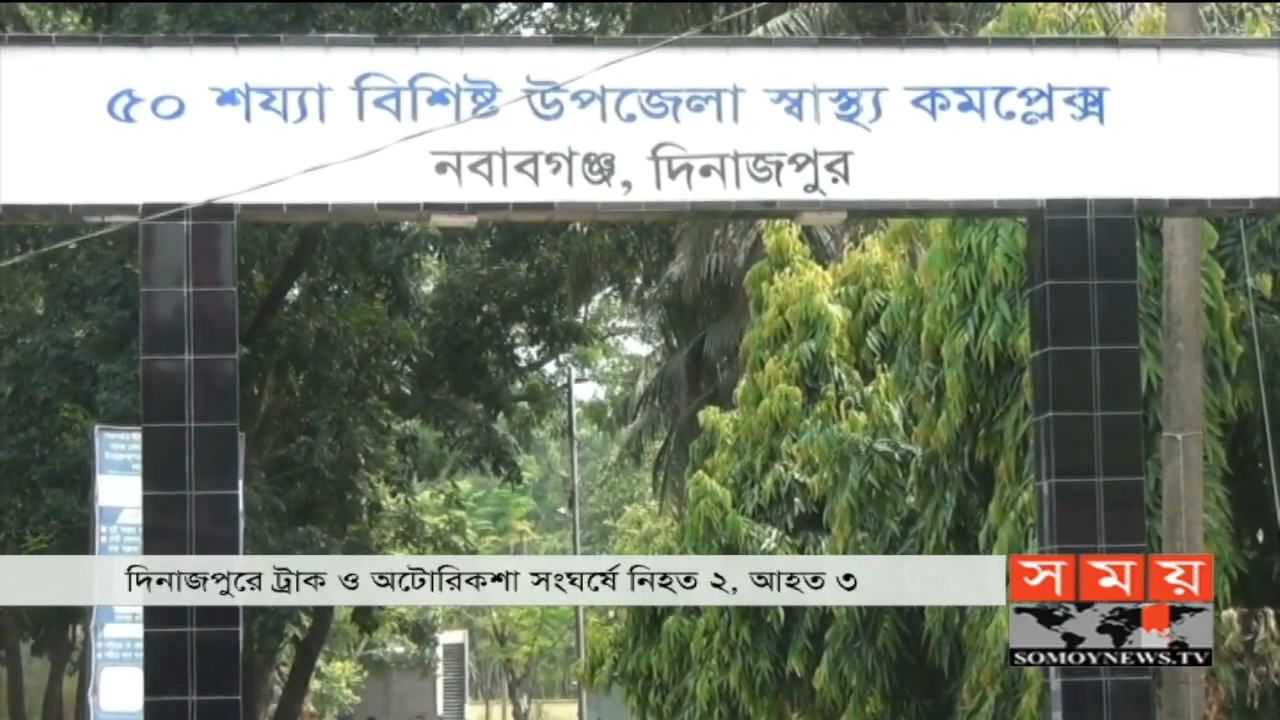 ৫০ শয্যা বিশিষ্ট উপজেলা স্বাস্থ্য কমপ্লেক্স
নবাবগঞ্জ, দিনাজপুর
দিনাজপুরে ট্রাক ও অটোরিকশা সংঘর্ষে নিহত ২, আহত ৩
সময়
SOMOYNEWS.TV